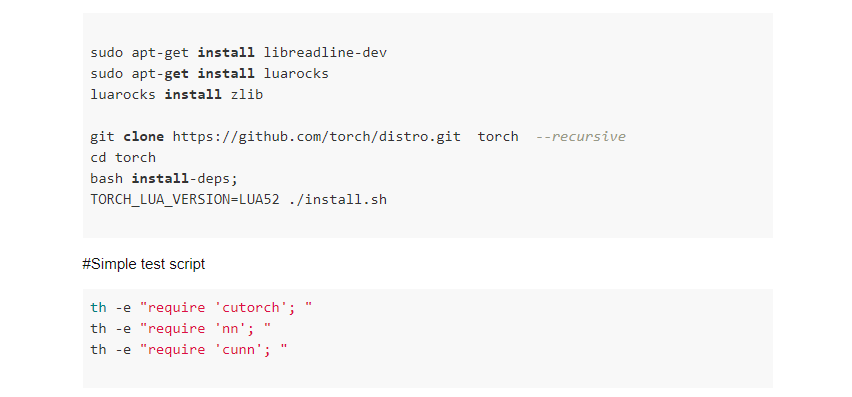 sudo apt-get install libreadline-dev
sudo apt-get install luarocks
luarocks install zlib
git clone https://github.com/torch/distro.git  torch  --recursive
cd torch
bash install-deps;
TORCH_LUA_VERSION=LUA52 ./install.sh
#Simple test script
th -e "require 'cutorch'; "
th -e "require 'nn'; "
th -e "require 'cunn'; "